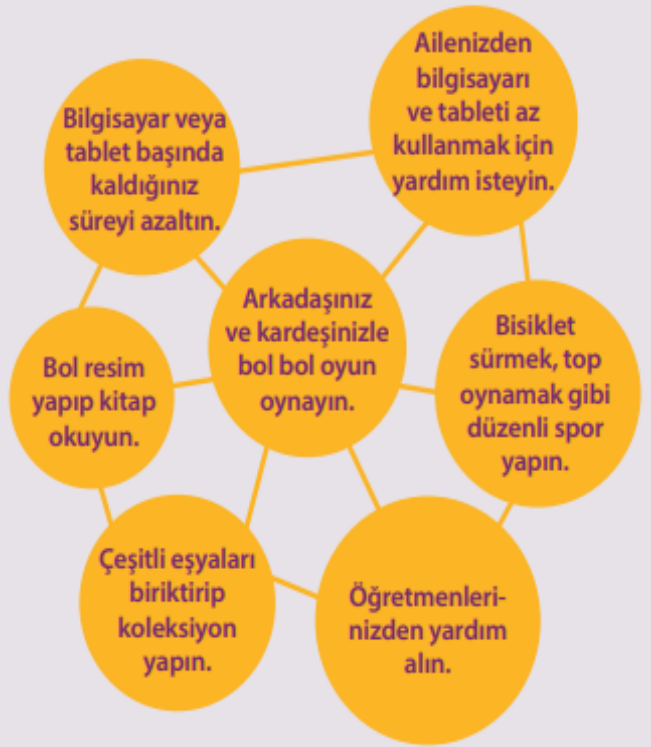 Bilgisayar veya
tablet başında
kaldığınız
süreyi azaltın.
Ailenizden
bilgisayarı
ve tableti az
kullanmak için
yardım isteyin.
Arkadaşınız
ve kardeşinizle
bol bol oyun
oynayın.
Bol resim
yapıp kitap
okuyun.
Bisiklet
sürmek, top
oynamak gibi
düzenli spor
yapın.
Çeşitli eşyaları
biriktirip
koleksiyon
yapın.
Öğretmenleri-
nizden yardım
alın.